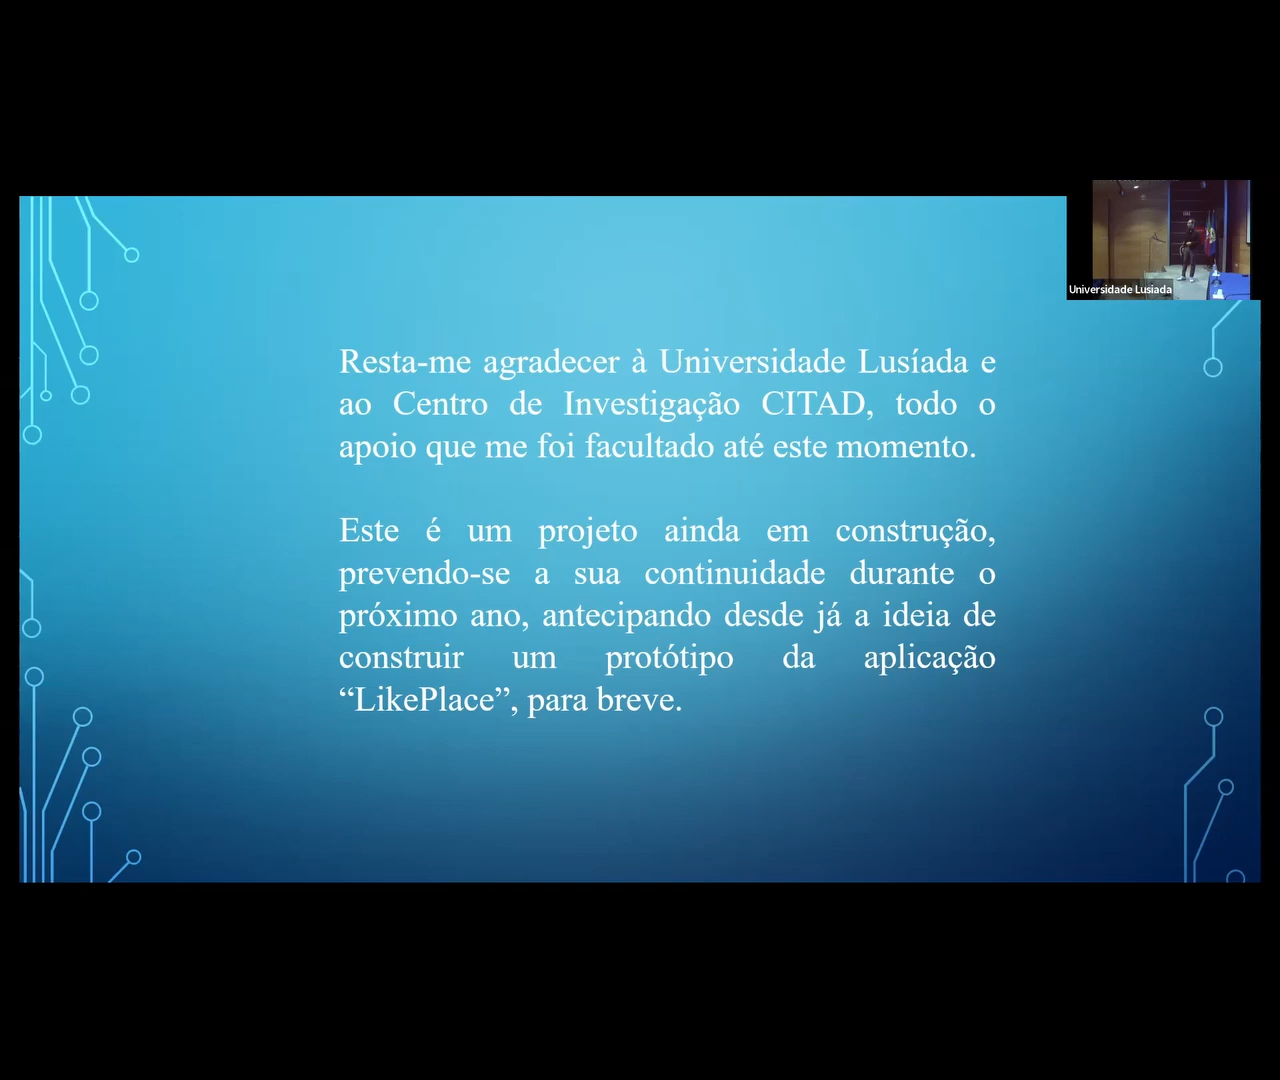 Universidade Lusiada
Resta-me agradecer à Universidade Lusíada e
ao Centro de Investigação CITAD, todo o
apoio que me foi facultado até este momento.
Este é um projeto ainda em construção,
prevendo-se a sua continuidade durante o
próximo ano, antecipando desde já a ideia de
construir um protótipo da aplicação
“LikePlace”, para breve.